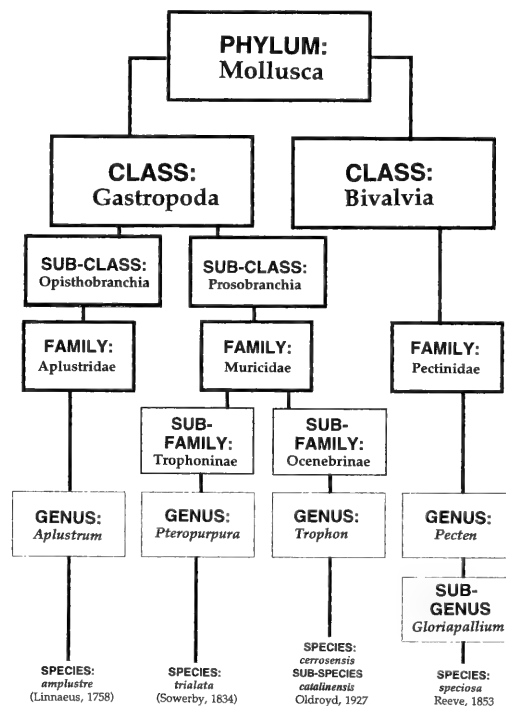 PHYLUM:
Mollusca
CLASS:
Gastropoda
CLASS:
Bivalvia
SUB-CLASS:
Opisthobranchia
SUB-CLASS:
Prosobranchia
FAMILY:
Aplustridae
FAMILY:
Muricidae
FAMILY:
Pectinidae
SUB-
FAMILY:
Trophoninae
SUB-
FAMILY:
Ocenebrinae
GENUS:
Aplustrum
GENUS:
Pteropurpura
GENUS:
Trophon
GENUS:
Pecten
SUB-
GENUS
Gloriapallium
SPECIES:
amplustre
(Linnaeus, 1758)
SPECIES:
trialata
(Sowerby, 1834)
SPECIES:
cerrosensis
SUB-SPECIES
catalinensis
Oldroyd, 1927
SPECIES:
speciosa
Reeve, 1853